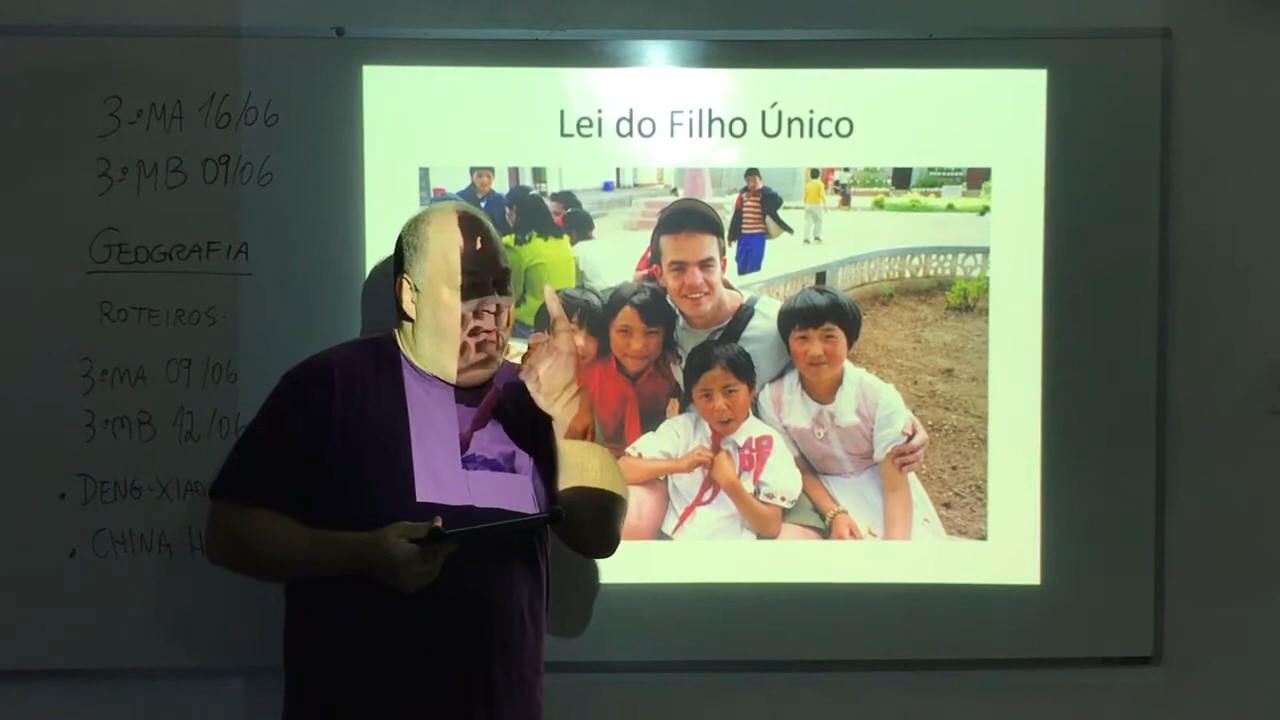 3ºMA 16/06
3ºMB 09/06
GEOGRAFIA
ROTEIROS-
3ºMA 09/06
3ºMB 12/06
• DENG-XIAO
• CHINA H
Lei do Filho Único